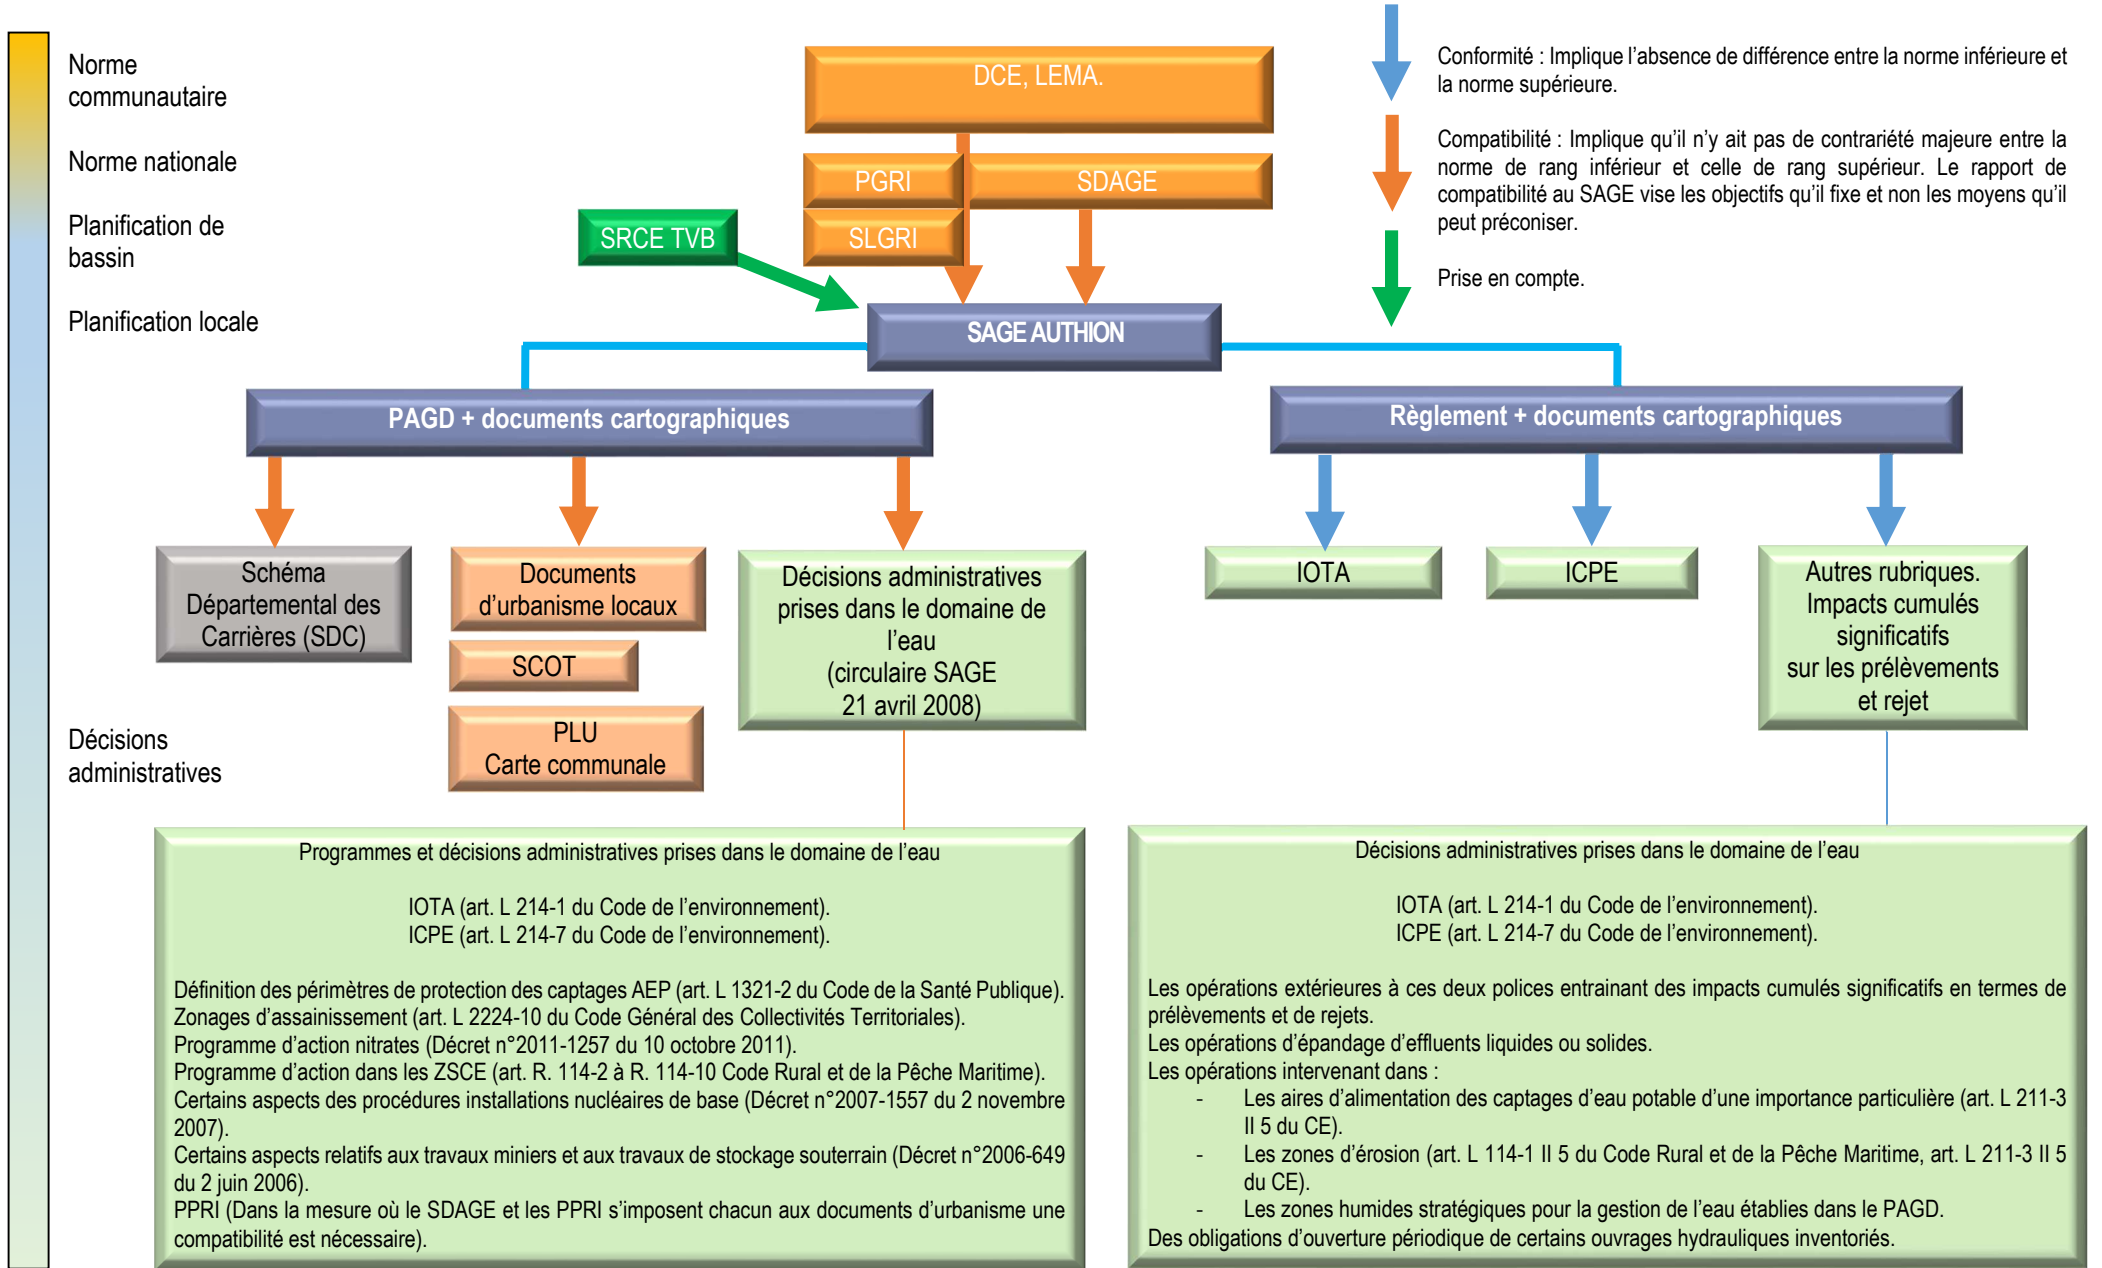 Norme
communautaire
Norme nationale
Planification de
bassin
Planification locale
Décisions
administratives
DCE, LEMA.
PGRI
SDAGE
SRCE TVB
SLGRI
SAGE AUTHION
Conformité : Implique l’absence de différence entre la norme inférieure et
la norme supérieure.
Compatibilité : Implique qu’il n’y ait pas de contrariété majeure entre la
norme de rang inférieur et celle de rang supérieur. Le rapport de
compatibilité au SAGE vise les objectifs qu’il fixe et non les moyens qu’il
peut préconiser.
Prise en compte.
PAGD + documents cartographiques
Règlement + documents cartographiques
Schéma
Départemental des
Carrières (SDC)
Documents
d’urbanisme locaux
SCOT
PLU
Carte communale
Décisions administratives
prises dans le domaine de
l’eau
(circulaire SAGE
21 avril 2008)
IOTA
ICPE
Autres rubriques.
Impacts cumulés
significatifs
sur les prélèvements
et rejet
Programmes et décisions administratives prises dans le domaine de l’eau
IOTA (art. L 214-1 du Code de l’environnement).
ICPE (art. L 214-7 du Code de l’environnement).
Définition des périmètres de protection des captages AEP (art. L 1321-2 du Code de la Santé Publique).
Zonages d’assainissement (art. L 2224-10 du Code Général des Collectivités Territoriales).
Programme d’action nitrates (Décret n°2011-1257 du 10 octobre 2011).
Programme d’action dans les ZSCE (art. R. 114-2 à R. 114-10 Code Rural et de la Pêche Maritime).
Certains aspects des procédures installations nucléaires de base (Décret n°2007-1557 du 2 novembre
2007).
Certains aspects relatifs aux travaux miniers et aux travaux de stockage souterrain (Décret n°2006-649
du 2 juin 2006).
PPRI (Dans la mesure où le SDAGE et les PPRI s’imposent chacun aux documents d’urbanisme une
compatibilité est nécessaire).
Décisions administratives prises dans le domaine de l’eau
IOTA (art. L 214-1 du Code de l’environnement).
ICPE (art. L 214-7 du Code de l’environnement).
Les opérations extérieures à ces deux polices entrainant des impacts cumulés significatifs en termes de
prélèvements et de rejets.
Les opérations d’épandage d’effluents liquides ou solides.
Les opérations intervenant dans :
- Les aires d’alimentation des captages d’eau potable d’une importance particulière (art. L 211-3
II 5 du CE).
- Les zones d’érosion (art. L 114-1 II 5 du Code Rural et de la Pêche Maritime, art. L 211-3 II 5
du CE).
- Les zones humides stratégiques pour la gestion de l’eau établies dans le PAGD.
Des obligations d’ouverture périodique de certains ouvrages hydrauliques inventoriés.